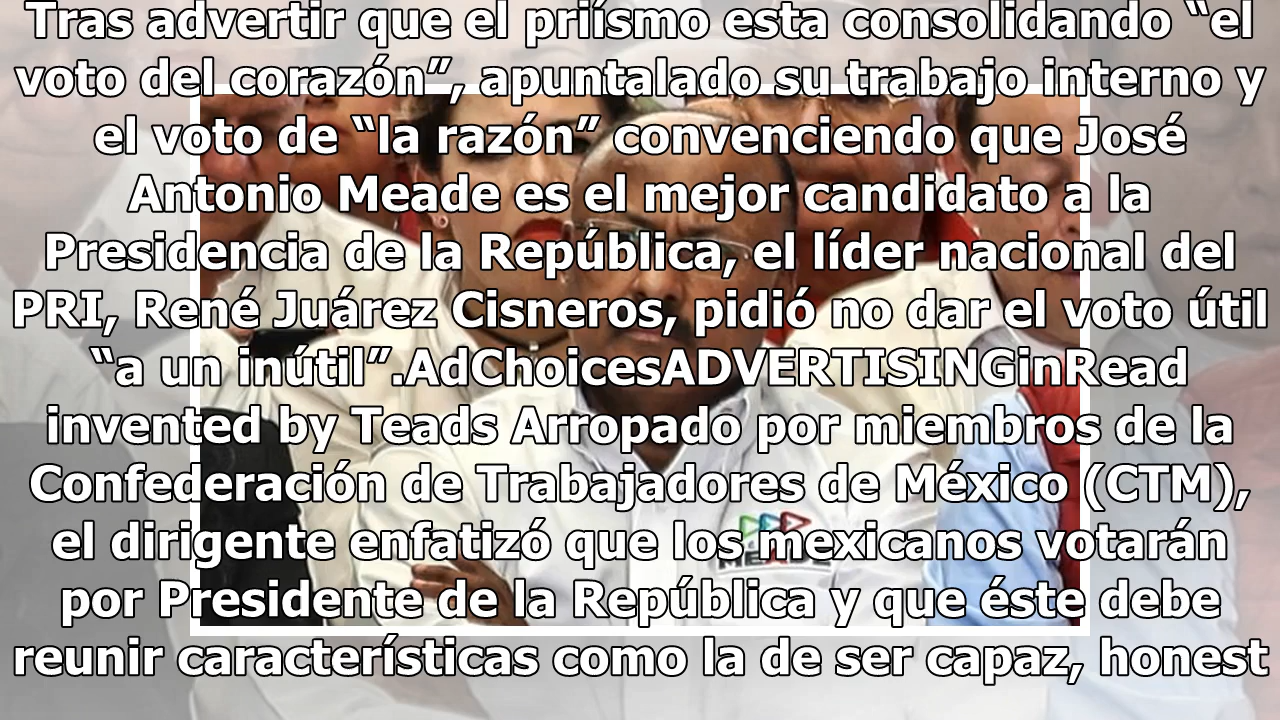 Tras advertir que el priísmo esta consolidando “el
voto del corazón”, apuntalado su trabajo interno y
el voto de “la razón” convenciendo que José
Antonio Meade es el mejor candidato a la
Presidencia de la República, el líder nacional del
PRI, René Juárez Cisneros, pidió no dar el voto útil
“a un inútil”.AdChoicesADVERTISINGinRead
invented by Teads Arropado por miembros de la
Confederación de Trabajadores de México (CTM),
el dirigente enfatizó que los mexicanos votarán
MEADE
por Presidente de la República y que éste debe
reunir características como la de ser capaz, honest